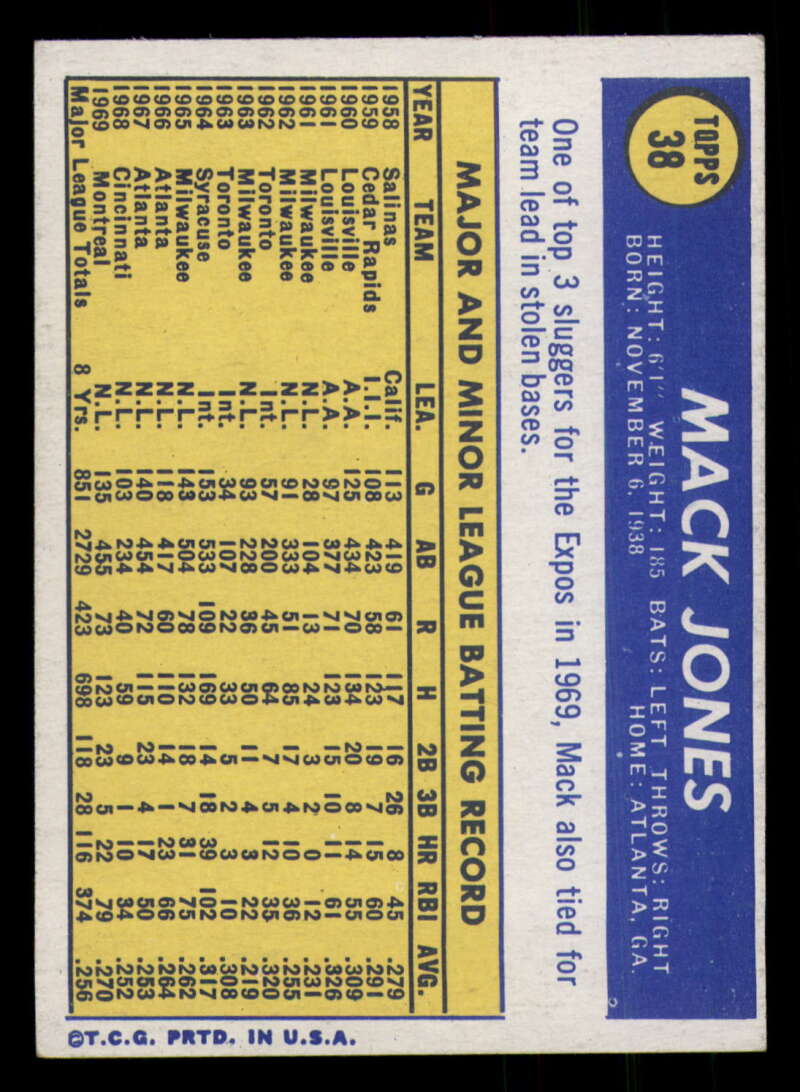 TOPPS
38
MACK JONES
HEIGHT: 6'1" WEIGHT: 185 BATS: LEFT THROWS: RIGHT
BORN: NOVEMBER 6, 1938 HOME: ATLANTA, GA.
One of top 3 sluggers for the Expos in 1969, Mack also tied for
team lead in stolen bases.
MAJOR AND MINOR LEAGUE BATTING RECORD
YEAR TEAM LEA. G AB R H 2B 3B HR RBI AVG.
1958 Salinas Calif. 113 419 61 117 16 26 8 45 .279
1959 Cedar Rapids I.I.I. 108 423 58 123 19 7 15 60 .291
1960 Louisville A.A. 125 434 70 134 20 8 14 55 .309
1961 Louisville A.A. 97 377 71 123 15 10 11 61 .326
1961 Milwaukee N.L. 28 104 13 24 3 2 0 12 .231
1962 Milwaukee N.L. 91 333 51 85 17 4 10 36 .255
1962 Toronto Int. 57 200 45 64 7 5 12 35 .320
1963 Milwaukee N.L. 93 228 36 50 11 4 3 22 .219
1963 Toronto Int. 34 107 22 33 5 2 3 10 .308
1964 Syracuse Int. 153 533 109 169 14 18 39 102 .317
1965 Milwaukee N.L. 143 504 78 132 18 7 31 75 .262
1966 Atlanta N.L. 118 417 60 110 14 1 23 66 .264
1967 Atlanta N.L. 140 454 72 115 23 4 17 50 .253
1968 Cincinnati N.L. 103 234 40 59 9 1 10 34 .252
1969 Montreal N.L. 135 455 73 123 23 5 22 79 .270
Major League Totals 8 Yrs. 851 2729 423 698 118 28 116 374 .256
©T.C.G. PRTD. IN U.S.A.